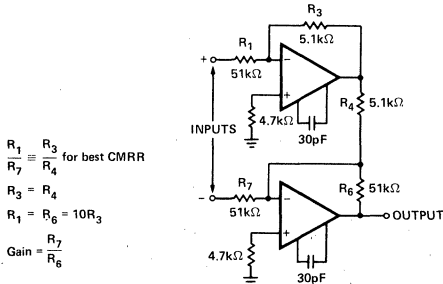 R3
5.1kΩ
+ R1
51kΩ
−
+
4.7kΩ
30pF
R4 5.1kΩ
INPUTS
R1/R7 ≡ R3/R4 for best CMRR
R3 = R4
R1 = R6 = 10R3
Gain = R7/R6
− R7
51kΩ
R6 51kΩ
−
+
OUTPUT
4.7kΩ
30pF